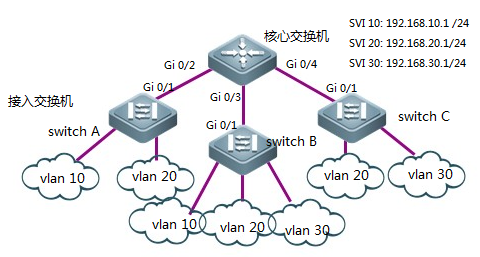 核心交换机
SVI 10: 192.168.10.1 /24
SVI 20: 192.168.20.1/24
SVI 30: 192.168.30.1/24
Gi 0/2
Gi 0/4
Gi 0/3
Gi 0/1
Gi 0/1
接入交换机
switch A
Gi 0/1
switch B
switch C
vlan 10
vlan 20
vlan 20
vlan 30
vlan 10
vlan 20
vlan 30